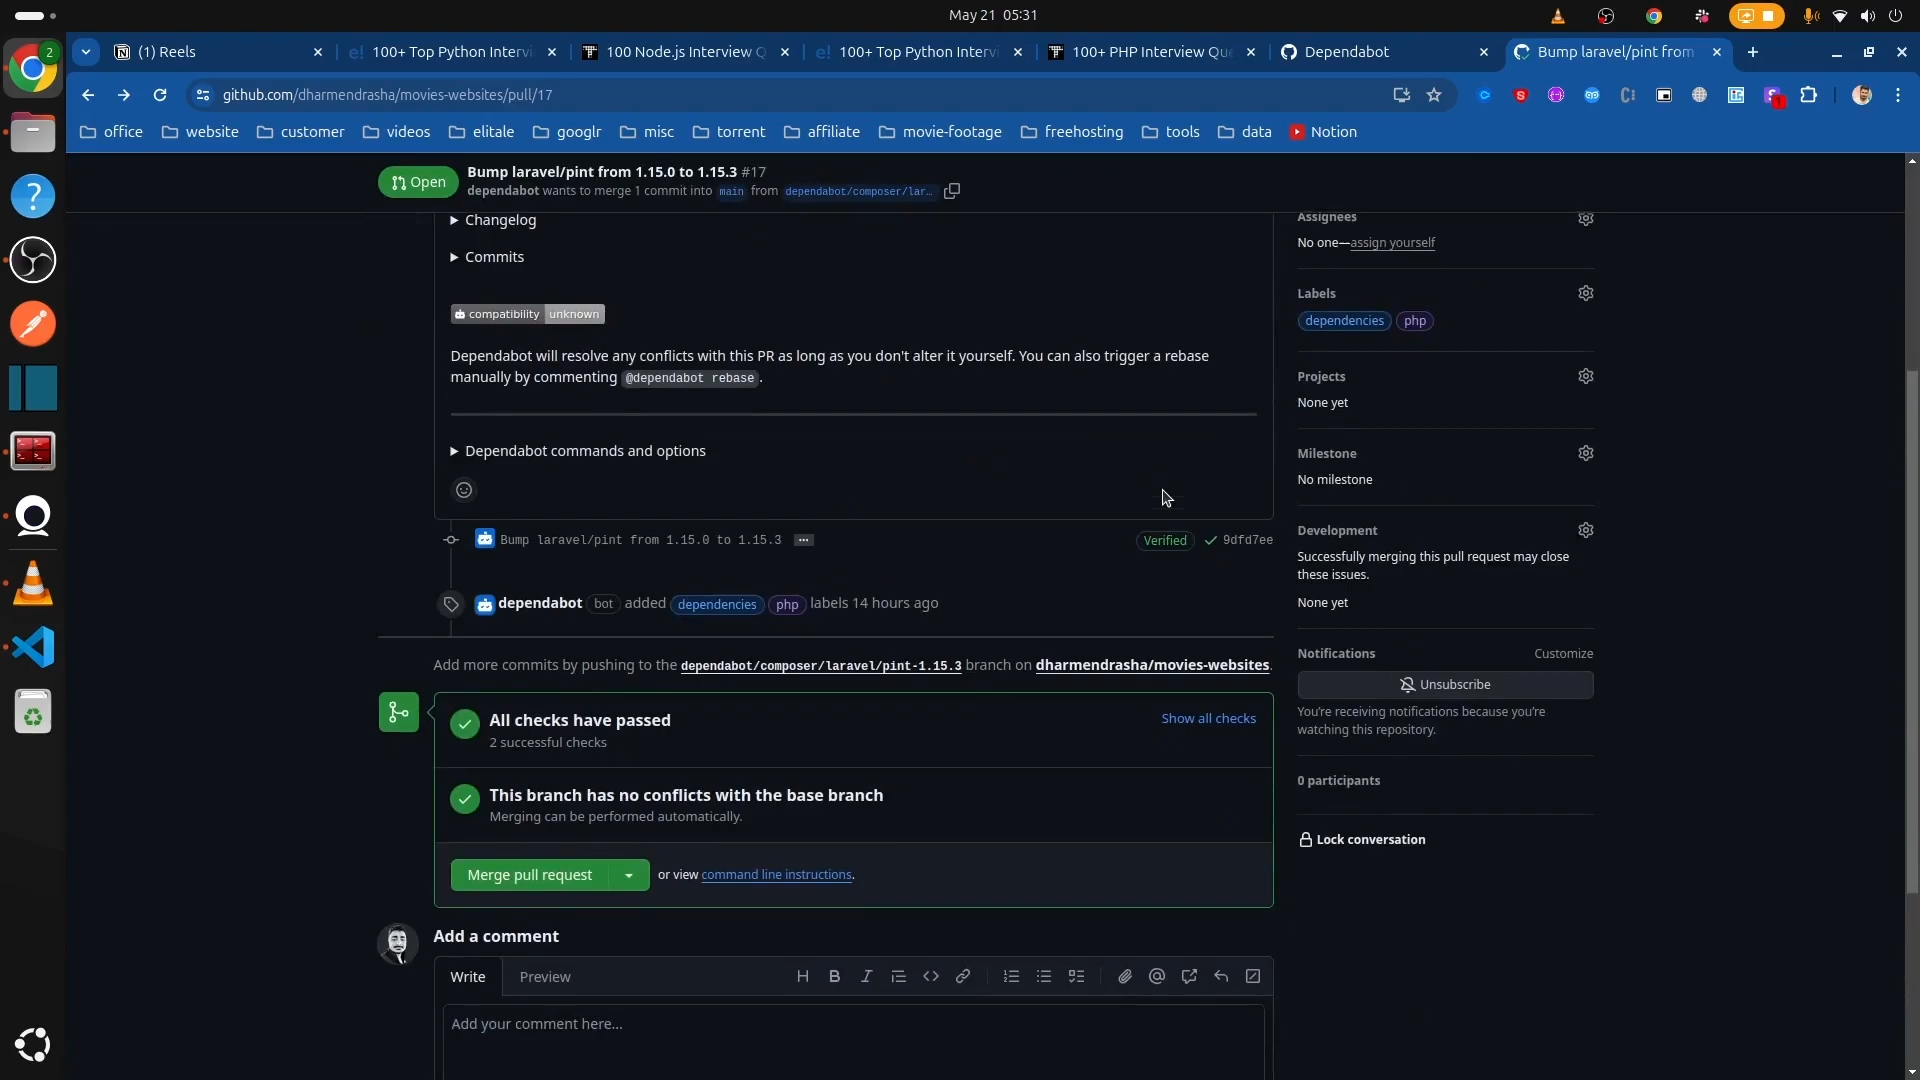 May 21 05:31
2
(1) Reels
100+ Top Python Intervi
100 Node.js Interview Q
100+ Top Python Intervi
100+ PHP Interview Que
Dependabot
Bump laravel/pint from
github.com/dharmendrasha/movies-websites/pull/17
office
website
customer
videos
elitale
googlr
misc
torrent
affiliate
movie-footage
freehosting
tools
data
Notion
Open
Bump laravel/pint from 1.15.0 to 1.15.3 #17
dependabot wants to merge 1 commit into main from dependabot/composer/lar…
Changelog
Commits
compatibility unknown
Dependabot will resolve any conflicts with this PR as long as you don't alter it yourself. You can also trigger a rebase
manually by commenting @dependabot rebase.
Dependabot commands and options
Bump laravel/pint from 1.15.0 to 1.15.3
Verified
9dfd7ee
dependabot bot added dependencies php labels 14 hours ago
Add more commits by pushing to the dependabot/composer/laravel/pint-1.15.3 branch on dharmendrasha/movies-websites.
All checks have passed
2 successful checks
Show all checks
This branch has no conflicts with the base branch
Merging can be performed automatically.
Merge pull request
or view command line instructions.
Add a comment
Write
Preview
Add your comment here...
Assignees
No one—assign yourself
Labels
dependencies php
Projects
None yet
Milestone
No milestone
Development
Successfully merging this pull request may close
these issues.
None yet
Notifications
Customize
Unsubscribe
You're receiving notifications because you're
watching this repository.
0 participants
Lock conversation